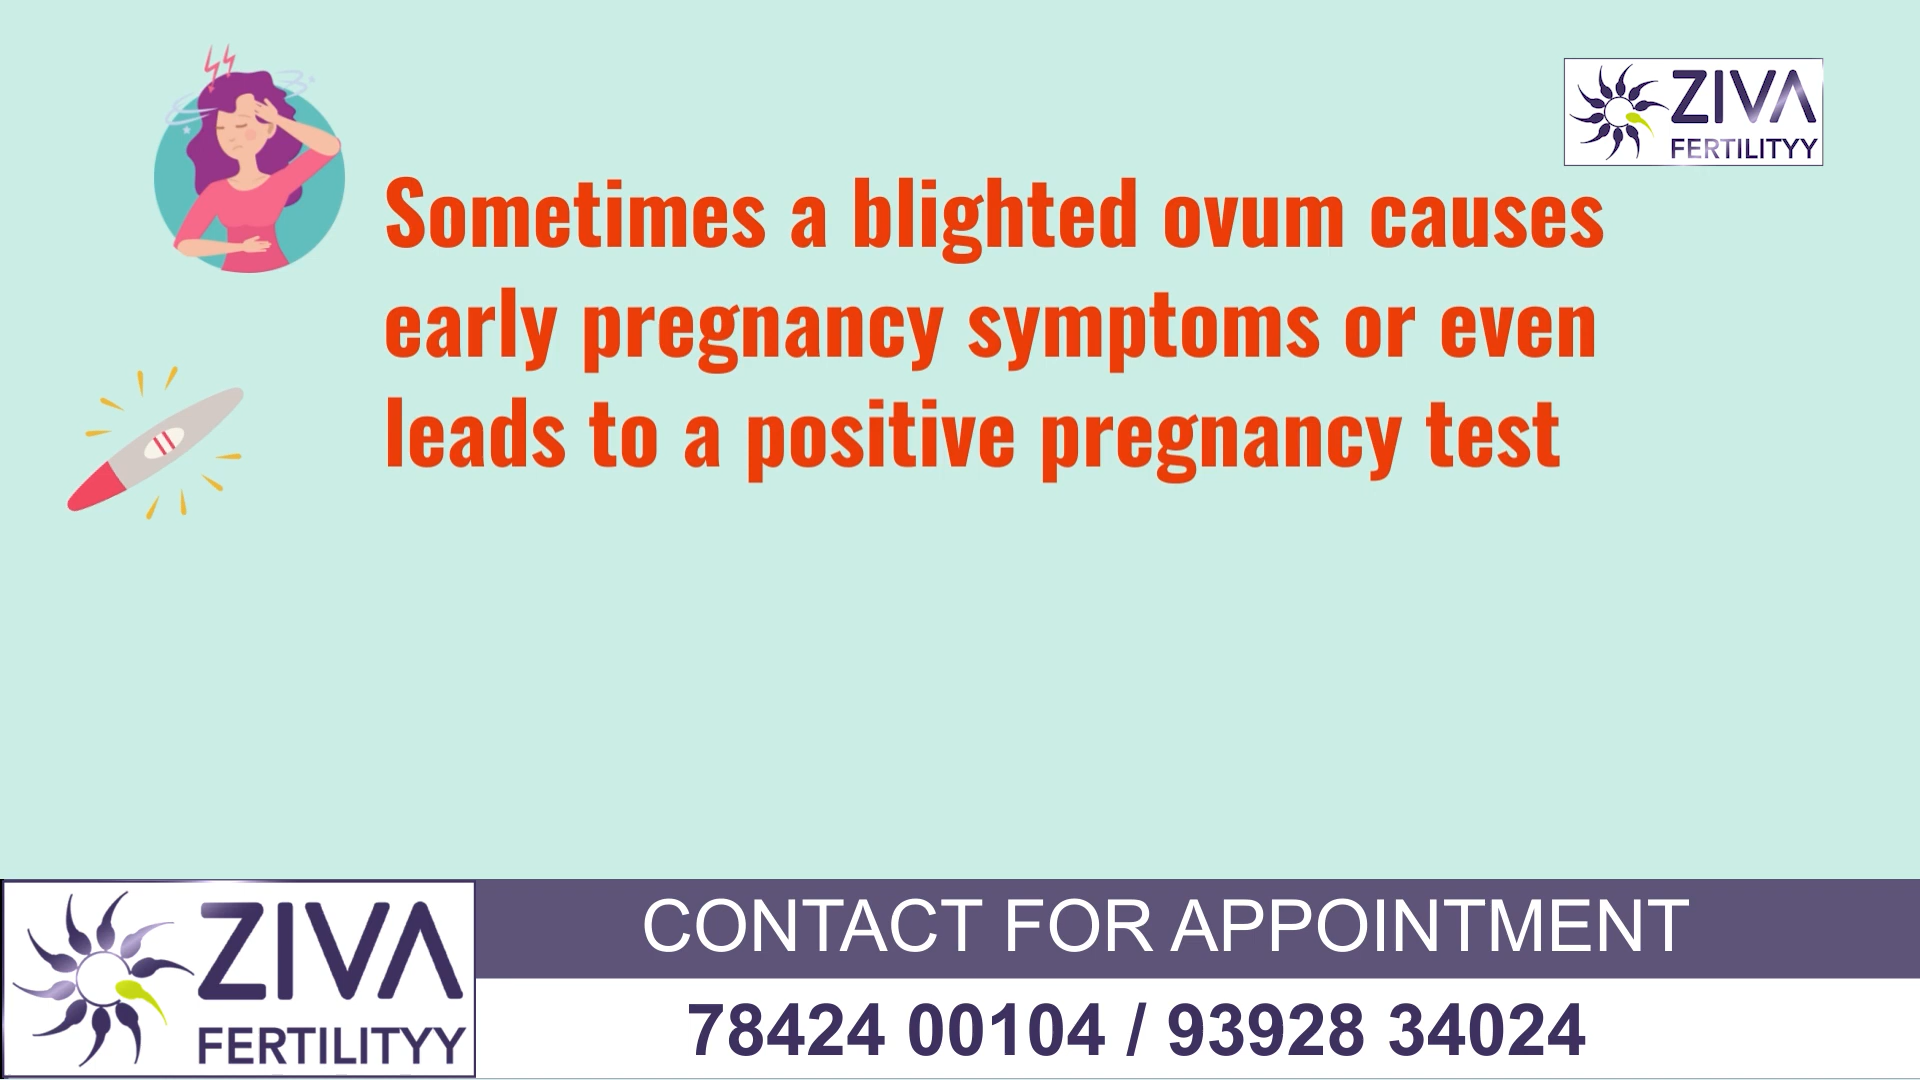 ZIVA
FERTILITYY
Sometimes a blighted ovum causes
early pregnancy symptoms or even
leads to a positive pregnancy test
ZIVA
FERTILITYY
CONTACT FOR APPOINTMENT
78424 00104 / 93928 34024